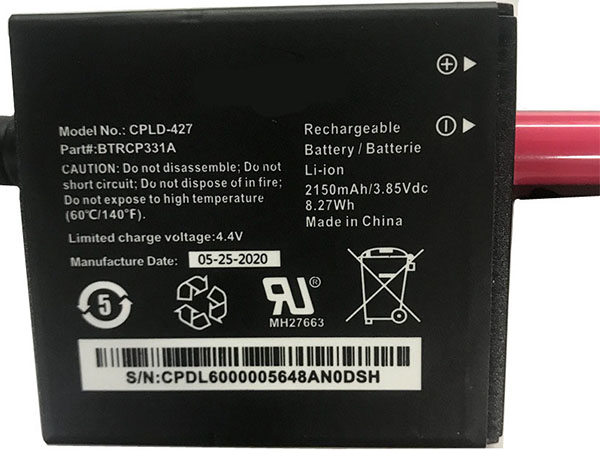 Model No.: CPLD-427
Part#:BTRCP331A
CAUTION: Do not disassemble; Do not
short circuit; Do not dispose of in fire;
Do not expose to high temperature
(60℃/140°F).
Limited charge voltage:4.4V
Manufacture Date: 05-25-2020
Rechargeable
Battery / Batterie
Li-ion
2150mAh/3.85Vdc
8.27Wh
Made in China
5
®
MH27663
S/N:CPDL6000005648AN0DSH